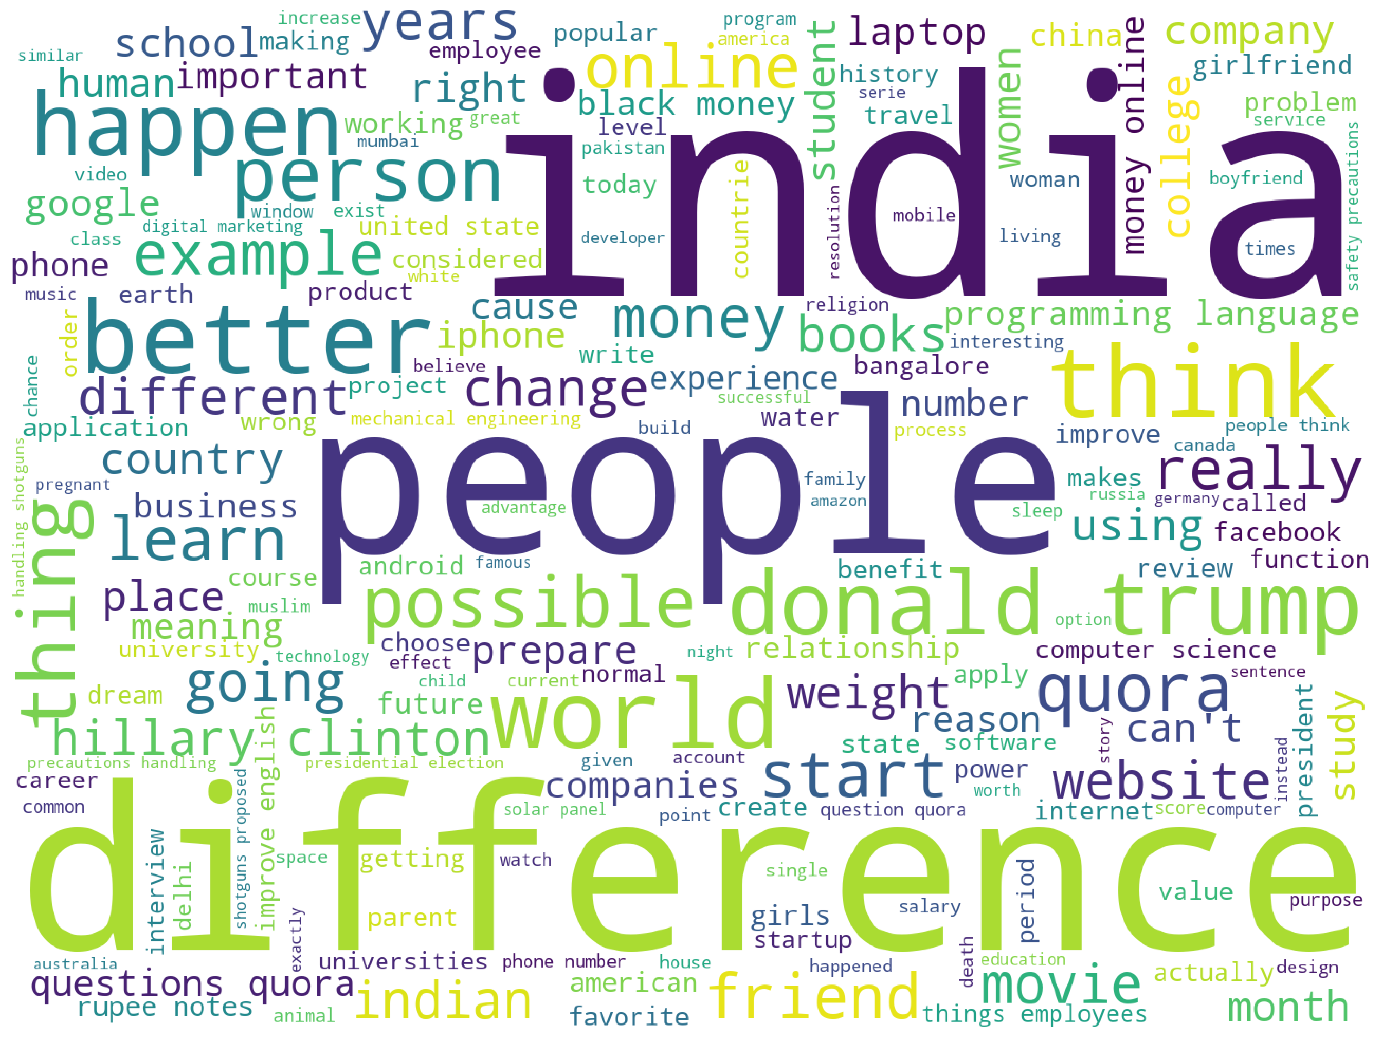 increase
years
program
popular
america
laptop
china
company
school
making
employee
online
student
women
money online
similar
human
important
right
history
serie
girlfriend
happen
black money
travel
college
problem
service
working
great
level
india
mumbai
pakistan
person
video
today
countrie
woman
boyfriend
safety precautions
google
window
exist
mobile
resolution
digital marketing
united state
class
developer
living
times
example
considered
phone
white
music
earth
product
cause
religion
money
books
programming language
order
better
iphone
write
interesting
think
chance
believe
bangalore
different
project
change
experience
successful
number
mechanical engineering
water
application
wrong
build
process
improve
people think
canada
country
people
family
makes
really
handling shotguns
pregnant
amazon
russia
germany
called
thing
business
advantage
sleep
using
facebook
learn
android
famous
benefit
review
function
course
place
muslim
possible
donald trump
option
meaning
university
technology
choose
prepare
night
relationship
computer science
effect
normal
sentence
dream
going
child
current
world
weight
apply
quora
future
reason
can't
study
hillary clinton
improve english
state
software
story
president
precautions handling
presidential election
given
account
career
companies
start
power
website
instead
common
solar panel
point
create
question quora
worth
internet
score
computer
difference
interview
delhi
shotguns proposed
space
getting
watch
single
period
value
parent
girls
salary
purpose
exactly
startup
australia
universities
phone number
house
happened
death
education
questions quora
indian
american
friend
movie
actually
design
rupee notes
animal
favorite
things employees
month